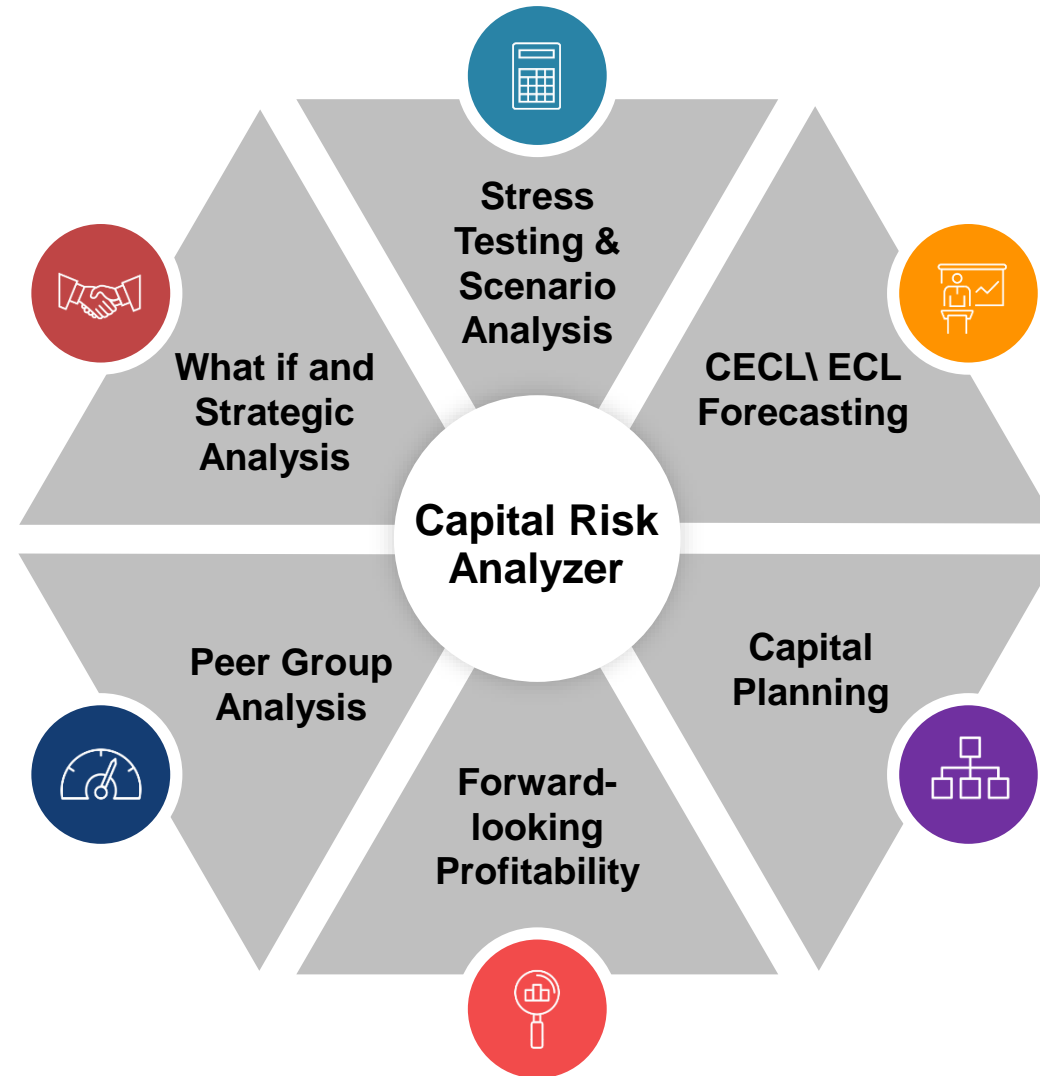 Stress
Testing &
Scenario
Analysis
CECL\ ECL
Forecasting
Capital
Planning
Forward-
looking
Profitability
Peer Group
Analysis
What if and
Strategic
Analysis
Capital Risk
Analyzer